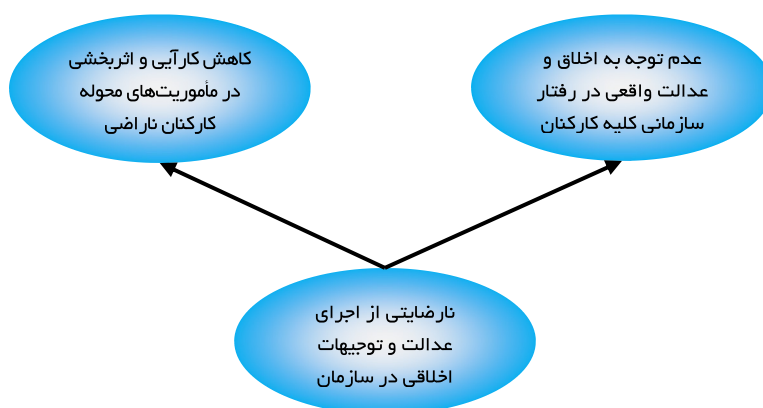 عدم توجه به اخلاق و
عدالت واقعی در رفتار
سازمانی کلیه کارکنان
کاهش کارآیی و اثربخشی
در مأموریت‌های محوله
کارکنان ناراضی
نارضایتی از اجرای
عدالت و توجیهات
اخلاقی در سازمان